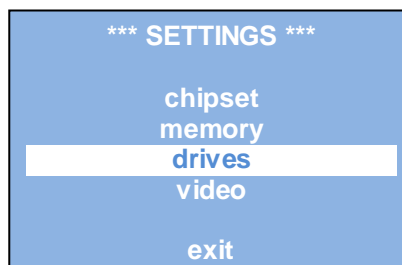 *** SETTINGS ***
chipset
memory
drives
video
exit